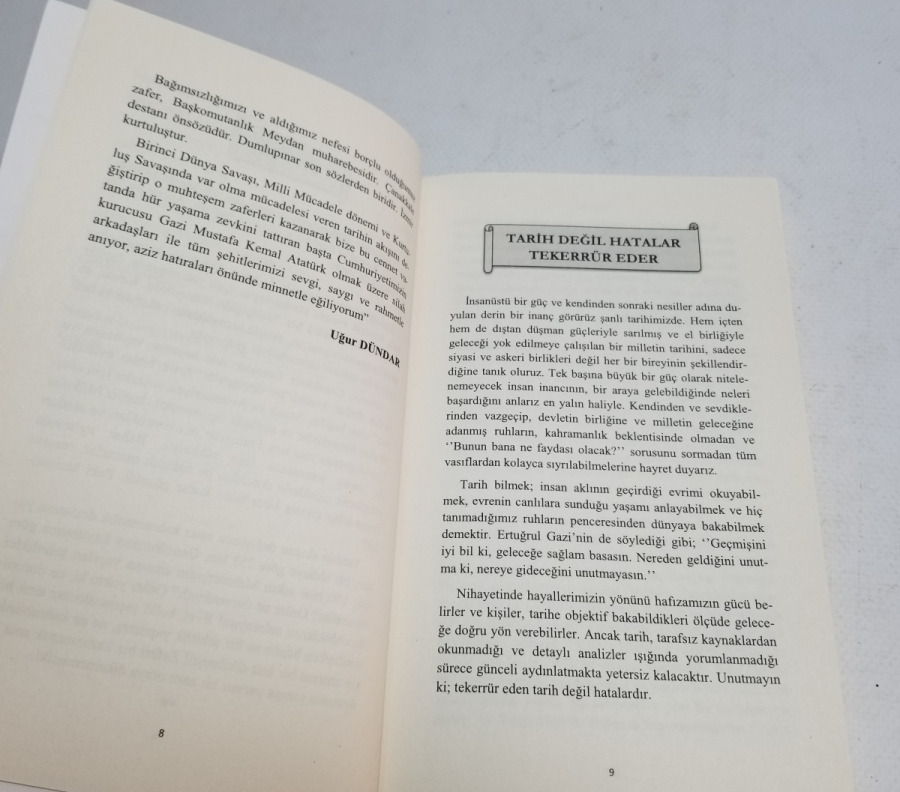 Bağımsızlığımızı ve aldığımız nefesi borçlu olduğumuz
zafer, Başkomutanlık Meydan muharebesidir. Çanakkale
destanı önsözüdür. Dumlupınar son sözlerden biridir. İzmir
kurtuluştur.
Birinci Dünya Savaşı, Milli Mücadele dönemi ve Kurtu-
luş Savaşında var olma mücadelesi veren tarihin akışını de-
ğiştirip o muhteşem zaferleri kazanarak bize bu cennet va-
tanda hür yaşama zevkini tattıran başta Cumhuriyetimizin
kurucusu Gazi Mustafa Kemal Atatürk olmak üzere silah
arkadaşları ile tüm şehitlerimizi sevgi, saygı ve rahmetle
anıyor, aziz hatıraları önünde minnetle eğiliyorum”
Uğur DÜNDAR
8
TARİH DEĞİL HATALAR
TEKERRÜR EDER
İnsanüstü bir güç ve kendinden sonraki nesiller adına du-
yulan derin bir inanç görürüz şanlı tarihimizde. Hem içten
hem de dıştan düşman güçleriyle sarılmış ve el birliğiyle
geleceği yok edilmeye çalışılan bir milletin tarihini, sadece
siyasi ve askeri birlikleri değil her bir bireyinin şekillendir-
diğine tanık oluruz. Tek başına büyük bir güç olarak nitele-
nemeyecek insan inancının, bir araya gelebildiğinde neleri
başardığını anlarız en yalın haliyle. Kendinden ve sevdikle-
rinden vazgeçip, devletin birliğine ve milletin geleceğine
adanmış ruhların, kahramanlık beklentisinde olmadan ve
‘‘Bunun bana ne faydası olacak?’’ sorusunu sormadan tüm
vasıflardan kolayca sıyrılabilmelerine hayret duyarız.
Tarih bilmek; insan aklının geçirdiği evrimi okuyabil-
mek, evrenin canlılara sunduğu yaşamı anlayabilmek ve hiç
tanımadığımız ruhların penceresinden dünyaya bakabilmek
demektir. Ertuğrul Gazi’nin de söylediği gibi; ‘‘Geçmişini
iyi bil ki, geleceğe sağlam basasın. Nereden geldiğini unut-
ma ki, nereye gideceğini unutmayasın.’’
Nihayetinde hayallerimizin yönünü hafızamızın gücü be-
lirler ve kişiler, tarihe objektif bakabildikleri ölçüde gelece-
ğe doğru yön verebilirler. Ancak tarih, tarafsız kaynaklardan
okunmadığı ve detaylı analizler ışığında yorumlanmadığı
sürece günceli aydınlatmakta yetersiz kalacaktır. Unutmayın
ki; tekerrür eden tarih değil hatalardır.
9